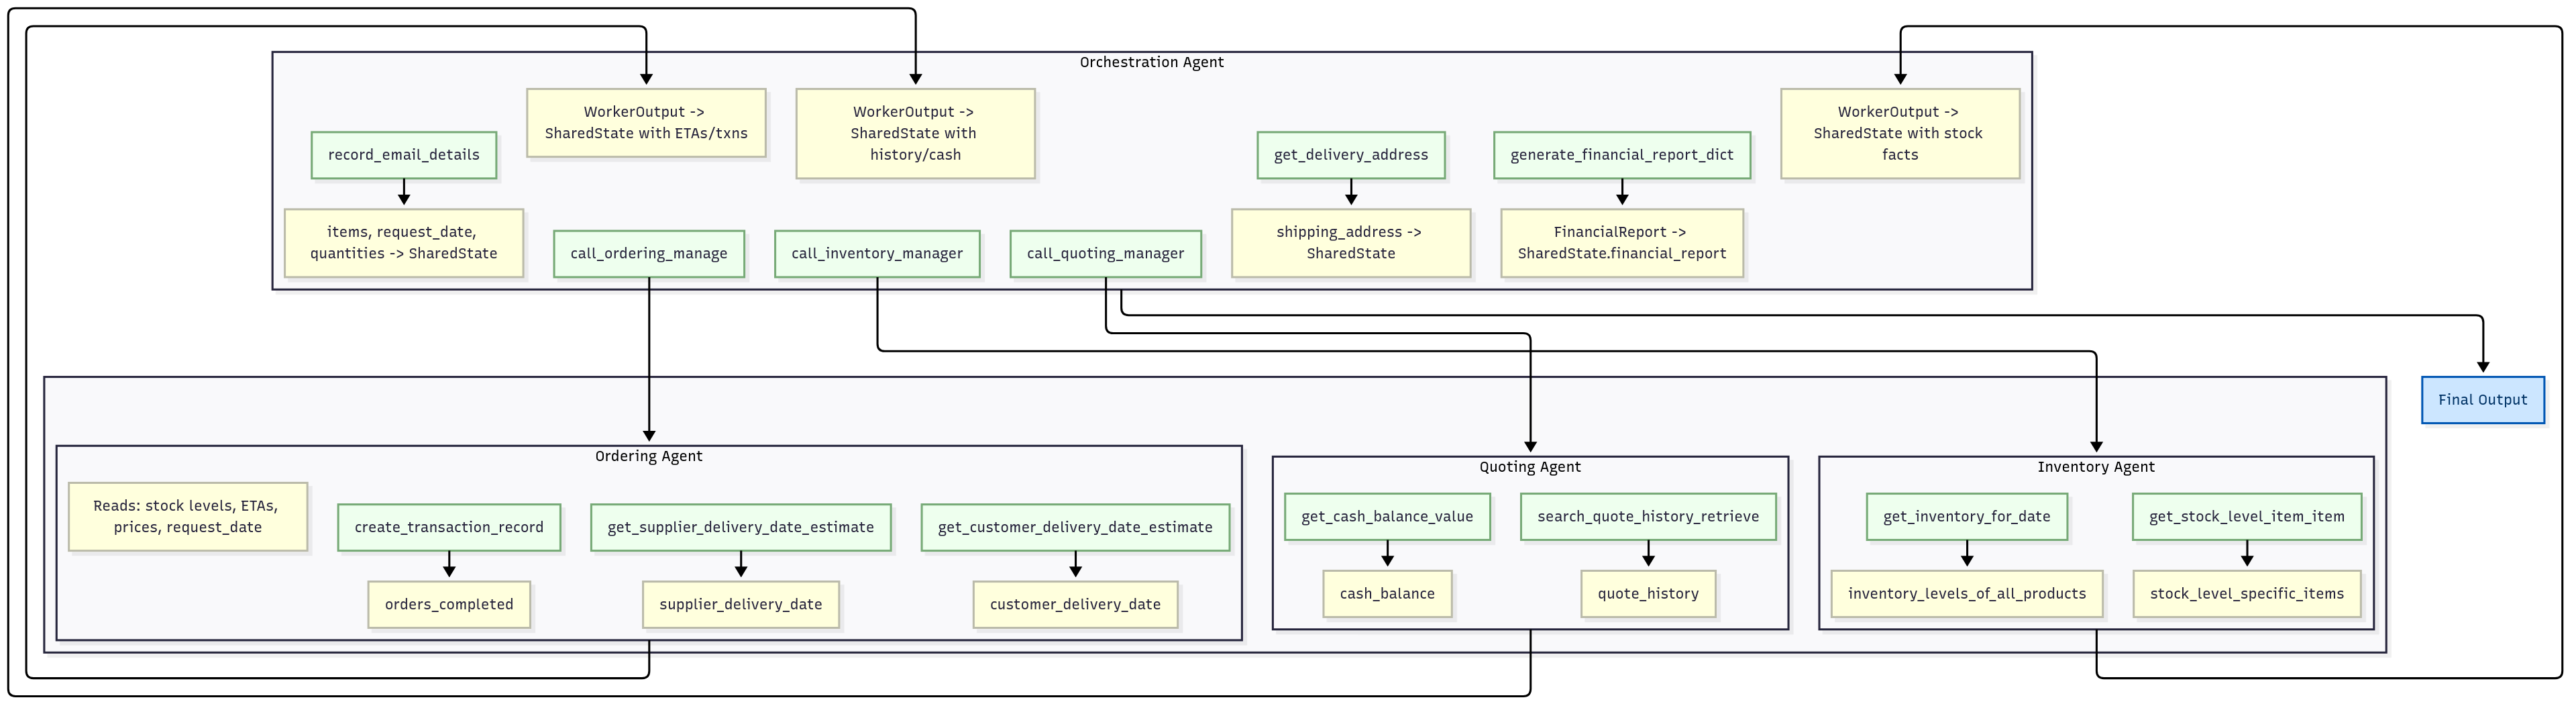 Orchestration Agent
WorkerOutput ->
SharedState with ETAs/txns
WorkerOutput ->
SharedState with
history/cash
WorkerOutput ->
SharedState with stock
facts
record_email_details
get_delivery_address
generate_financial_report_dict
items, request_date,
quantities -> SharedState
call_ordering_manage
call_inventory_manager
call_quoting_manager
shipping_address ->
SharedState
FinancialReport ->
SharedState.financial_report
Final Output
Ordering Agent
Reads: stock levels, ETAs,
prices, request_date
create_transaction_record
get_supplier_delivery_date_estimate
get_customer_delivery_date_estimate
orders_completed
supplier_delivery_date
customer_delivery_date
Quoting Agent
get_cash_balance_value
search_quote_history_retrieve
cash_balance
quote_history
Inventory Agent
get_inventory_for_date
get_stock_level_item_item
inventory_levels_of_all_products
stock_level_specific_items